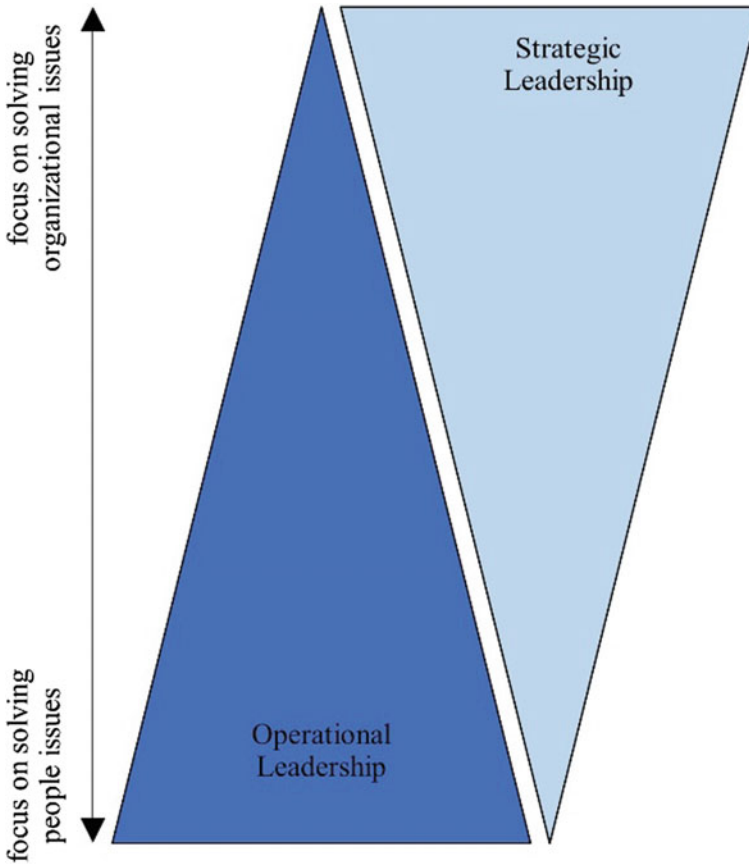 focus on solving
organizational issues
Strategic
Leadership
Operational
Leadership
focus on solving
people issues